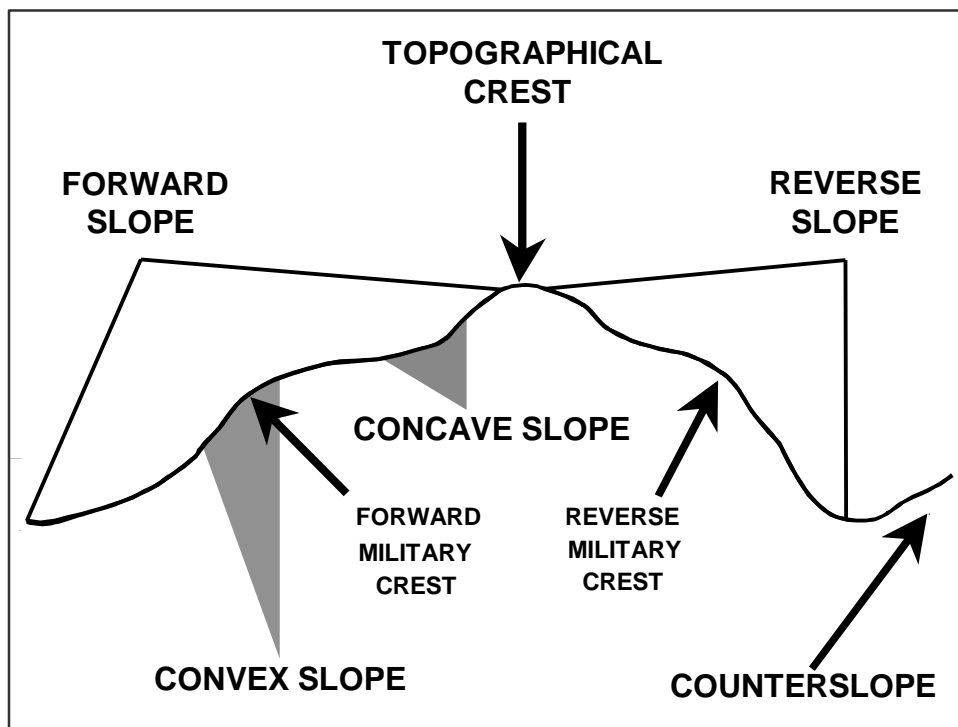 TOPOGRAPHICAL
CREST
FORWARD
SLOPE
REVERSE
SLOPE
CONCAVE SLOPE
FORWARD
MILITARY
CREST
REVERSE
MILITARY
CREST
CONVEX SLOPE
COUNTERSLOPE